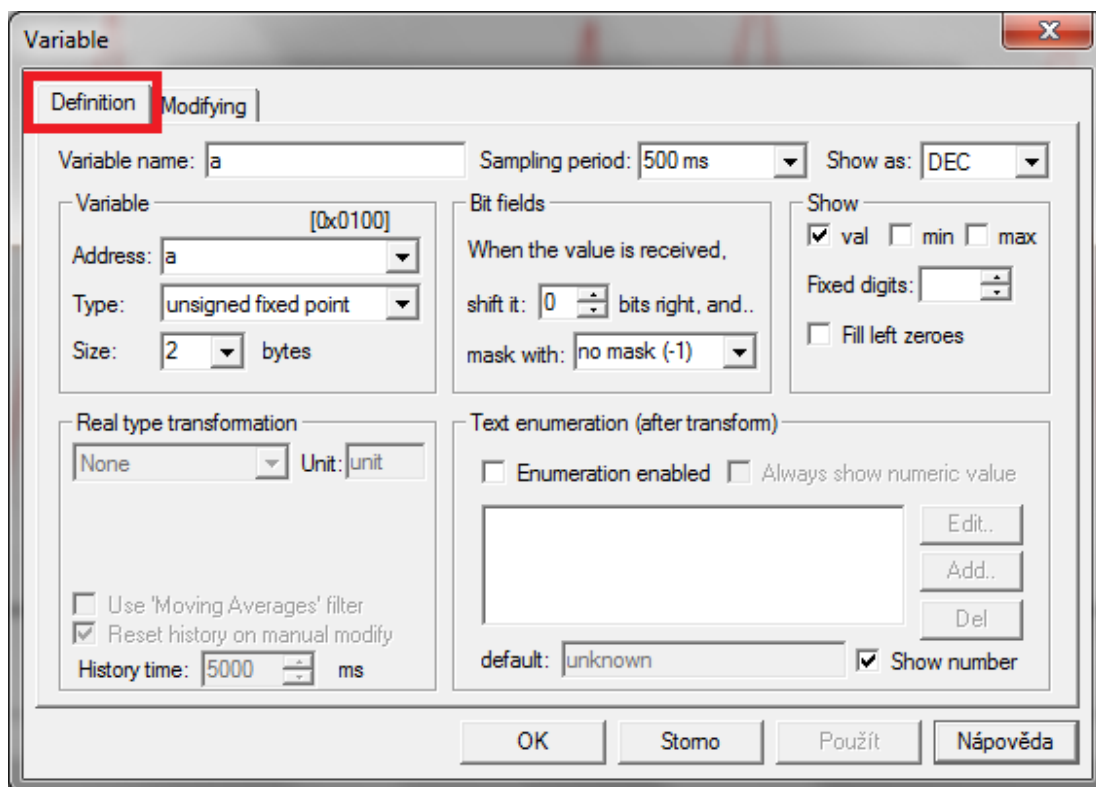 Variable
Definition Modifying
Variable name: a Sampling period: 500 ms Show as: DEC
Variable
[0x0100]
Address: a
Type: unsigned fixed point
Size: 2 bytes
Bit fields
When the value is received,
shift it: 0 bits right, and..
mask with: no mask (-1)
Show
val min max
Fixed digits:
Fill left zeroes
Real type transformation
None Unit: unit
Use 'Moving Averages' filter
Reset history on manual modify
History time: 5000 ms
Text enumeration (after transform)
Enumeration enabled Always show numeric value
Edit..
Add..
Del
default: unknown Show number
OK Storno Použít Nápověda